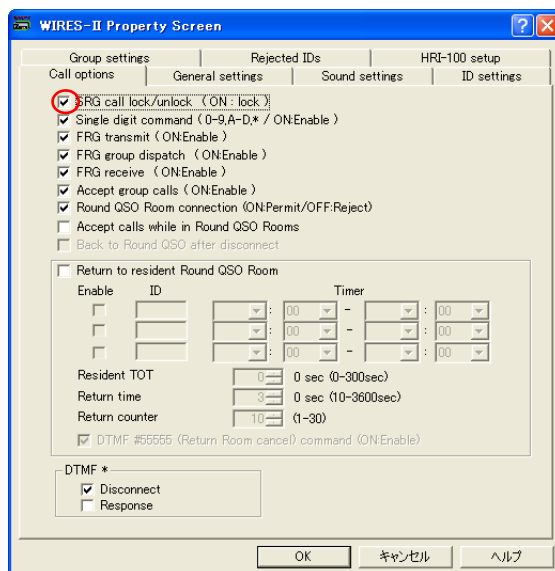 WIRES-II Property Screen
Group settings Rejected IDs HRI-100 setup
Call options General settings Sound settings ID settings
SRG call lock/unlock ( ON : lock )
Single digit command ( 0-9,A-D,* / ON:Enable )
FRG transmit ( ON:Enable )
FRG group dispatch ( ON:Enable )
FRG receive ( ON:Enable )
Accept group calls ( ON:Enable )
Round QSO Room connection (ON:Permit/OFF:Reject)
Accept calls while in Round QSO Rooms
Back to Round QSO after disconnect
Return to resident Round QSO Room
Enable ID Timer
: 00 - : 00
: 00 - : 00
: 00 - : 00
Resident TOT 0 0 sec (0-300sec)
Return time 3 0 sec (10-3600sec)
Return counter 10 (1-30)
DTMF #55555 (Return Room cancel) command (ON:Enable)
DTMF *
Disconnect
Response
OK キャンセル ヘルプ